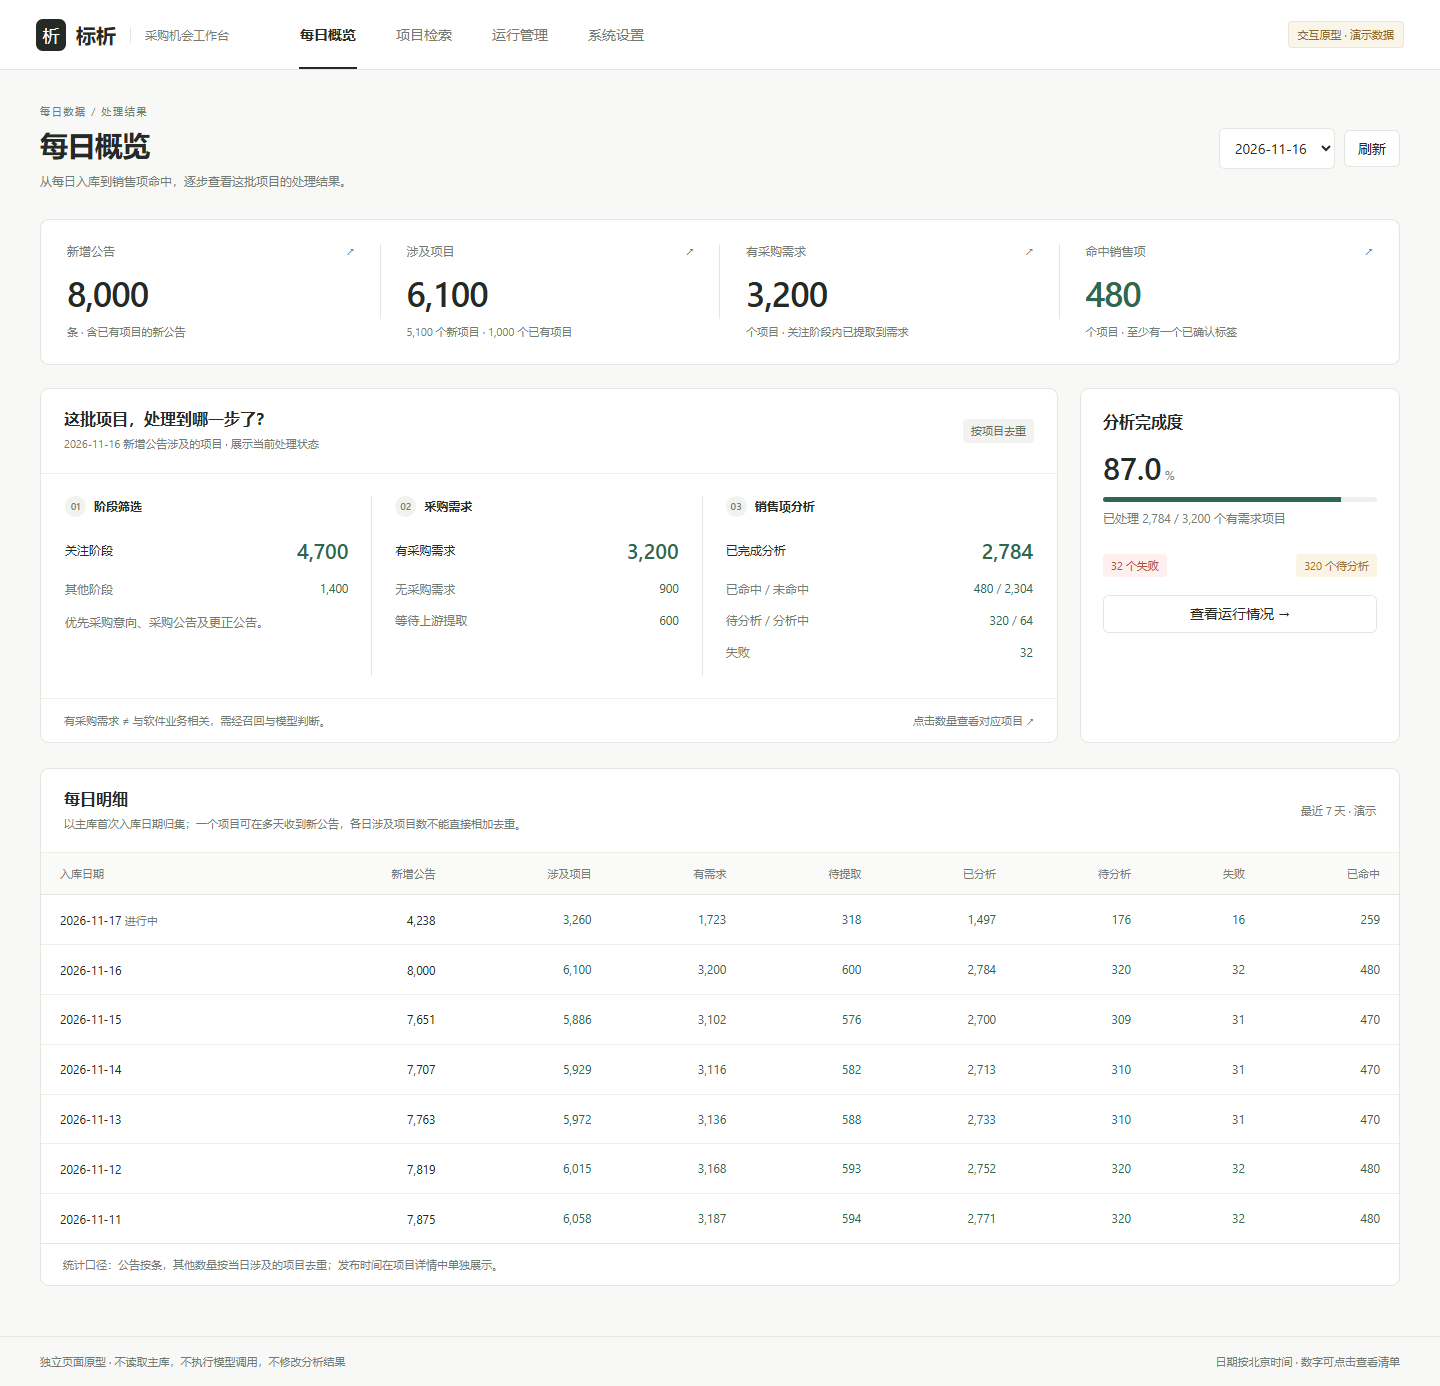 析 标析 采购机会工作台 每日概览 项目检索 运行管理 系统设置 交互原型 · 演示数据
每日数据 / 处理结果
每日概览
2026-11-16 刷新
从每日入库到销售项命中，逐步查看这批项目的处理结果。
新增公告 ↗ 涉及项目 ↗ 有采购需求 ↗ 命中销售项 ↗
8,000 6,100 3,200 480
条 · 含已有项目的新公告 5,100 个新项目 · 1,000 个已有项目 个项目 · 关注阶段内已提取到需求 个项目 · 至少有一个已确认标签
这批项目，处理到哪一步了？
2026-11-16 新增公告涉及的项目 · 展示当前处理状态
按项目去重
01 阶段筛选
关注阶段 4,700
其他阶段 1,400
优先采购意向、采购公告及更正公告。
02 采购需求
有采购需求 3,200
无采购需求 900
等待上游提取 600
03 销售项分析
已完成分析 2,784
已命中 / 未命中 480 / 2,304
待分析 / 分析中 320 / 64
失败 32
有采购需求 ≠ 与软件业务相关，需经召回与模型判断。 点击数量查看对应项目 ↗
分析完成度
87.0 %
已处理 2,784 / 3,200 个有需求项目
32 个失败 320 个待分析
查看运行情况 →
每日明细
以主库首次入库日期归集；一个项目可在多天收到新公告，各日涉及项目数不能直接相加去重。
最近 7 天 · 演示
入库日期 新增公告 涉及项目 有需求 待提取 已分析 待分析 失败 已命中
2026-11-17 进行中 4,238 3,260 1,723 318 1,497 176 16 259
2026-11-16 8,000 6,100 3,200 600 2,784 320 32 480
2026-11-15 7,651 5,886 3,102 576 2,700 309 31 470
2026-11-14 7,707 5,929 3,116 582 2,713 310 31 470
2026-11-13 7,763 5,972 3,136 588 2,733 310 31 470
2026-11-12 7,819 6,015 3,168 593 2,752 320 32 480
2026-11-11 7,875 6,058 3,187 594 2,771 320 32 480
统计口径：公告按条，其他数量按当日涉及的项目去重；发布时间在项目详情中单独展示。
独立页面原型 · 不读取主库，不执行模型调用，不修改分析结果 日期按北京时间 · 数字可点击查看清单